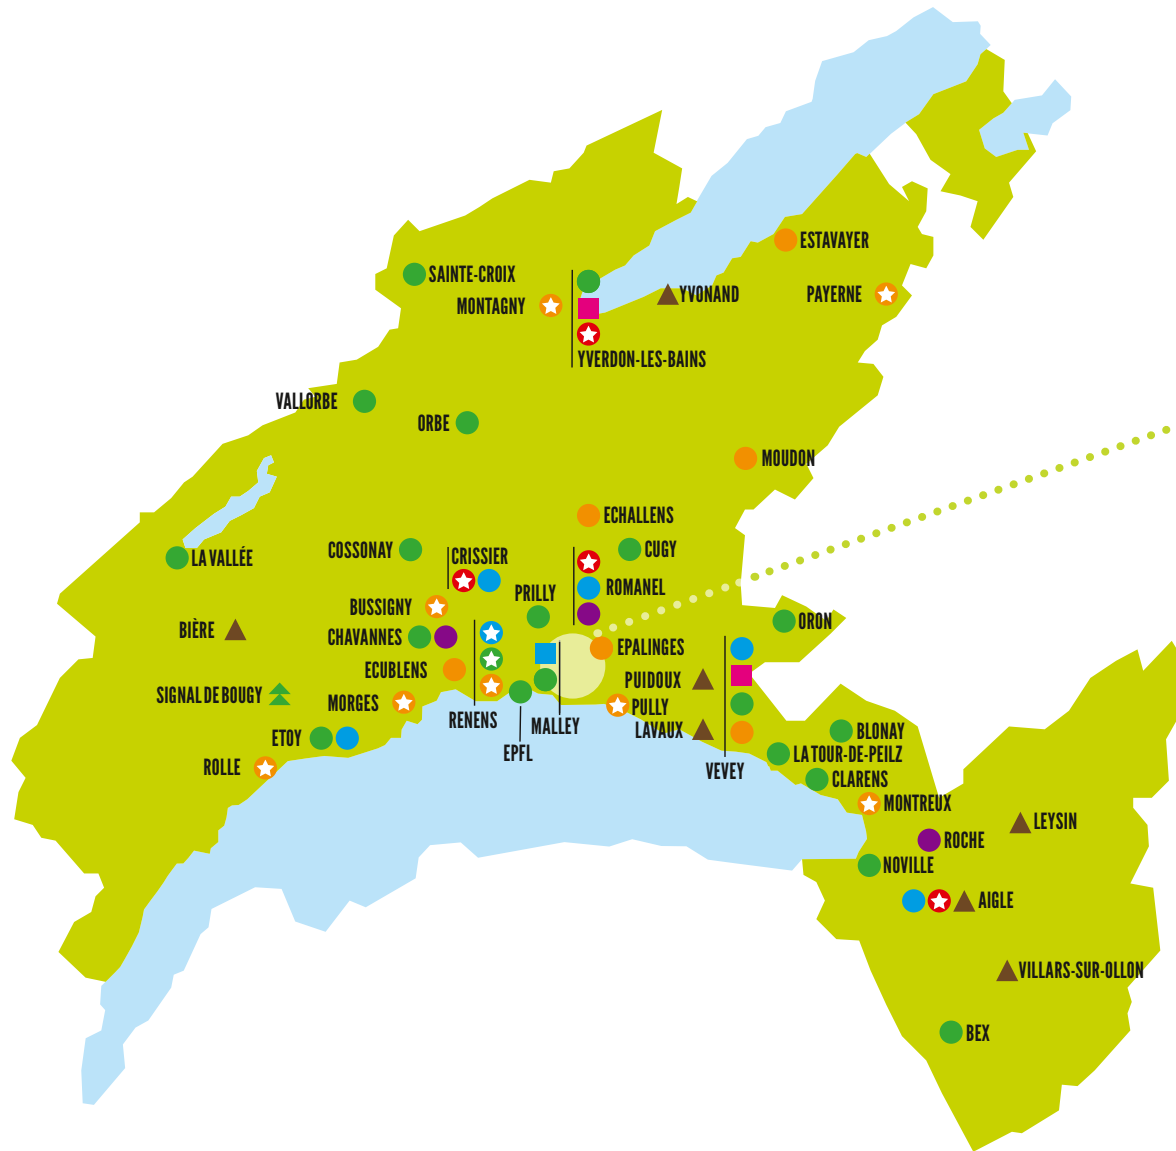 ESTAVAYER
SAINTE-CROIX
MONTAGNY
YVONAND
PAYERNE
YVERDON-LES-BAINS
VALLORBE
ORBE
MOUDON
ECHALLENS
COSSONAY
CUGY
LA VALLÉE
CRISSIER
PRILLY
ROMANEL
BUSSIGNY
ORON
BIÈRE
CHAVANNES
EPALINGES
ECUBLENS
PUIDOUX
SIGNAL DE BOUGY
MORGES
PULLY
RENENS
MALLEY
LAVAUX
BLONAY
ETOY
EPFL
LA TOUR-DE-PEILZ
ROLLE
VEVEY
CLARENS
MONTREUX
LEYSIN
ROCHE
NOVILLE
AIGLE
VILLARS-SUR-OLLON
BEX